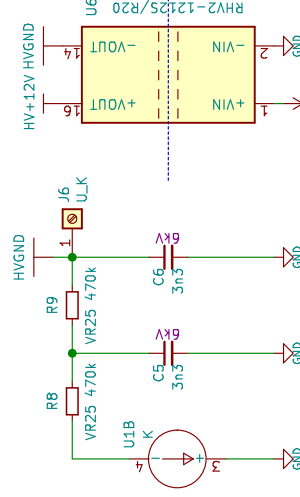 U6
RHV2-1212S/R20
HVGND
14
-VOUT
-VIN
2
GND
HV+12V
16
+VOUT
+VIN
1
J6
U_K
1
HVGND
6kV
C6
3n3
GND
R9
VR25 470k
6kV
C5
3n3
GND
R8
VR25 470k
U1B
K
4
-
+
3
GND